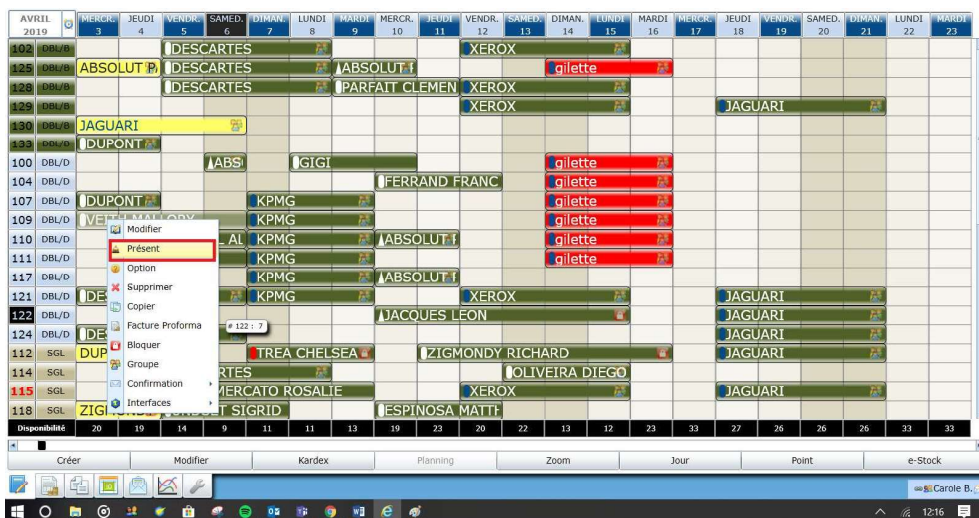 AVRIL 2019 MERCR. 3 JEUDI 4 VENDR. 5 SAMED. 6 DIMAN. 7 LUNDI 8 MARDI 9 MERCR. 10 JEUDI 11 VENDR. 12 SAMED. 13 DIMAN. 14 LUNDI 15 MARDI 16 MERCR. 17 JEUDI 18 VENDR. 19 SAMED. 20 DIMAN. 21 LUNDI 22 MARDI 23
102 DBL/B DESCARTES XEROX
125 DBL/B ABSOLUT DESCARTES ABSOLUT gilette
128 DBL/B DESCARTES PARFAIT CLEMEN XEROX
129 DBL/B XEROX JAGUARI
130 DBL/B JAGUARI
133 DBL/B DUPONT
100 DBL/D ABS GIGI gilette
104 DBL/D FERRAND FRANC gilette
107 DBL/D DUPONT KPMG gilette
109 DBL/D VEITH MALLORY KPMG gilette
Modifier
110 DBL/D L AL KPMG ABSOLUT gilette
Présent
111 DBL/D KPMG gilette
Option
117 DBL/D KPMG ABSOLUT
Supprimer
121 DBL/D DES KPMG XEROX JAGUARI
Copier
122 DBL/D JACQUES LEON JAGUARI
Facture Proforma # 122 : 7
124 DBL/D DES JAGUARI
Bloquer
112 SGL DUP TREA CHELSEA ZIGMONDY RICHARD JAGUARI
Groupe
114 SGL RTES OLIVEIRA DIEGO
Confirmation
115 SGL MERCATO ROSALIE XEROX JAGUARI
Interfaces
118 SGL SIGRID ESPINOSA MATTH
Disponibilité 20 19 14 9 11 11 13 19 23 20 22 13 12 23 33 27 26 26 26 33 33
Créer Modifier Kardex Planning Zoom Jour Point e-Stock
Carole B.
12:16